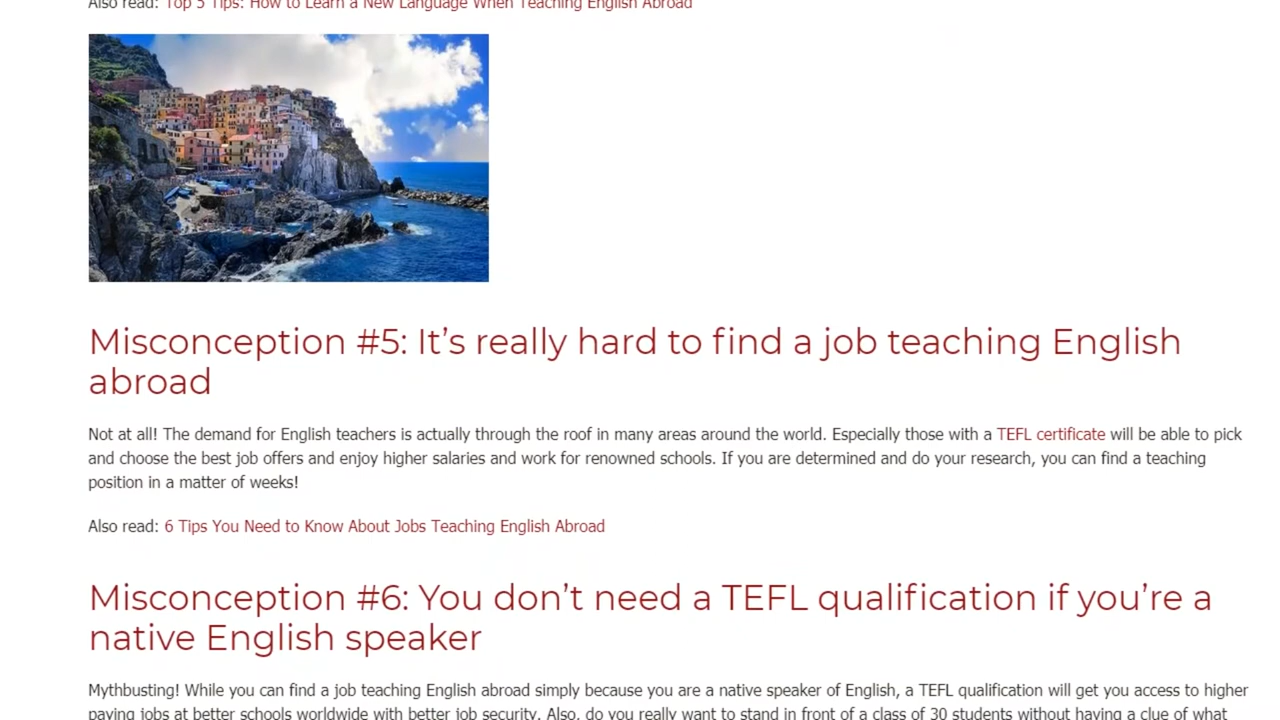 Also read: Top 5 Tips: How to Learn a New Language When Teaching English Abroad
Misconception #5: It’s really hard to find a job teaching English
abroad
Not at all! The demand for English teachers is actually through the roof in many areas around the world. Especially those with a TEFL certificate will be able to pick
and choose the best job offers and enjoy higher salaries and work for renowned schools. If you are determined and do your research, you can find a teaching
position in a matter of weeks!
Also read: 6 Tips You Need to Know About Jobs Teaching English Abroad
Misconception #6: You don’t need a TEFL qualification if you’re a
native English speaker
Mythbusting! While you can find a job teaching English abroad simply because you are a native speaker of English, a TEFL qualification will get you access to higher
paying jobs at better schools worldwide with better job security. Also, do you really want to stand in front of a class of 30 students without having a clue of what